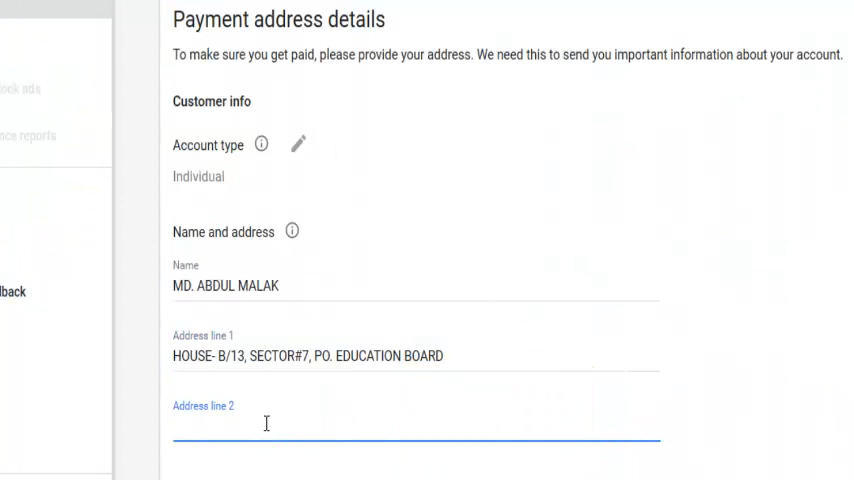 Payment address details
To make sure you get paid, please provide your address. We need this to send you important information about your account.
Customer info
Account type
Individual
Name and address
Name
MD. ABDUL MALAK
Address line 1
HOUSE- B/13, SECTOR#7, PO. EDUCATION BOARD
Address line 2
ads
reports